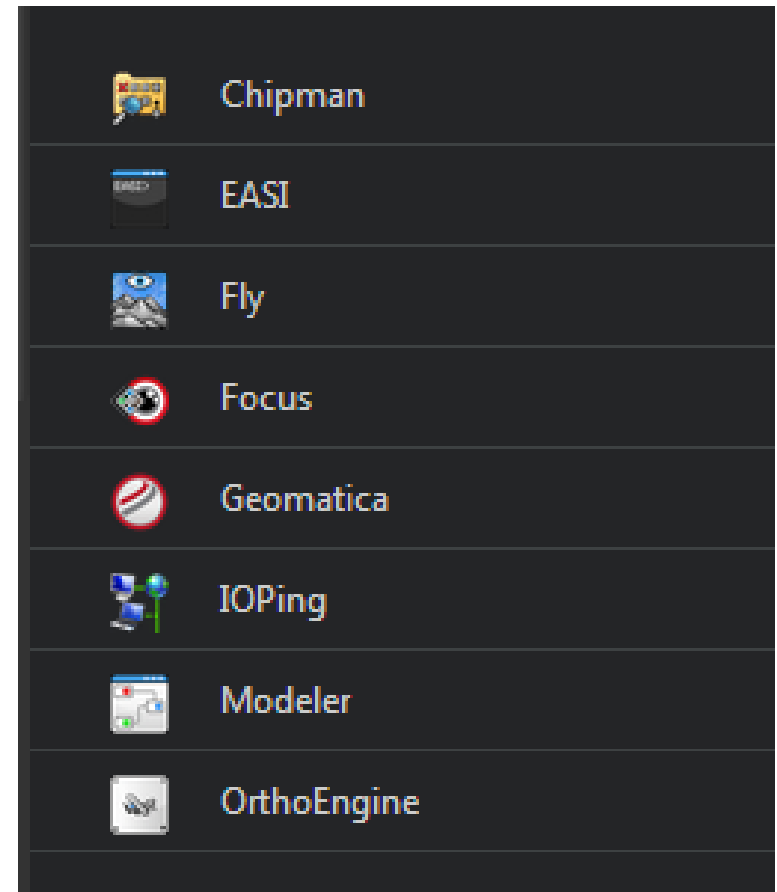 Chipman
EASI
Fly
Focus
Geomatica
IOPing
Modeler
OrthoEngine